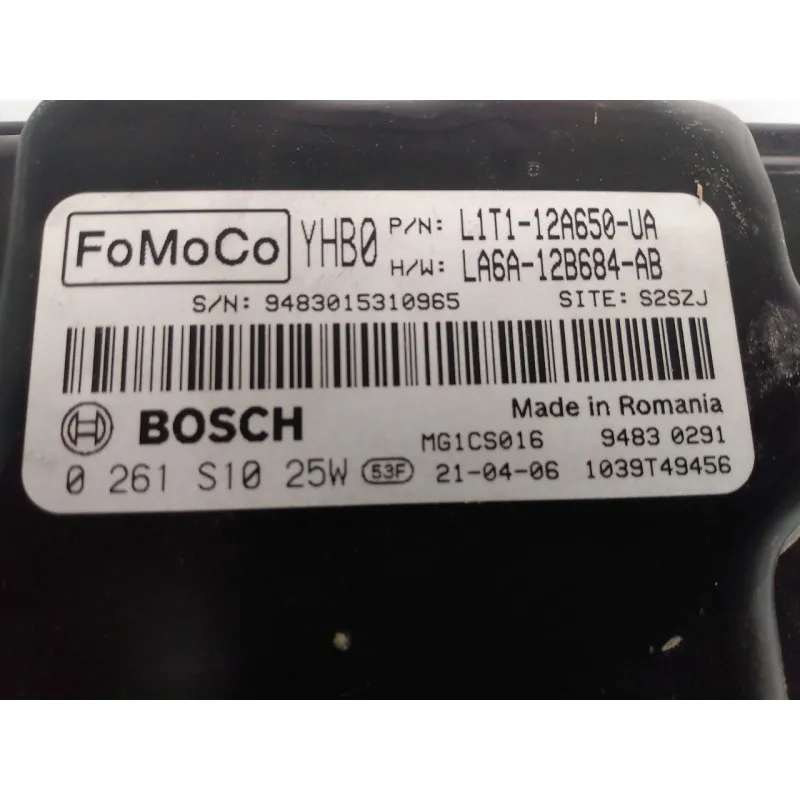 FoMoCo YHB0 P/N: L1T1-12A650-UA
H/W: LA6A-12B684-AB
S/N: 9483015310965 SITE: S2SZJ
BOSCH Made in Romania
MG1CS016 9483 0291
0 261 S10 25W 53F 21-04-06 1039T49456